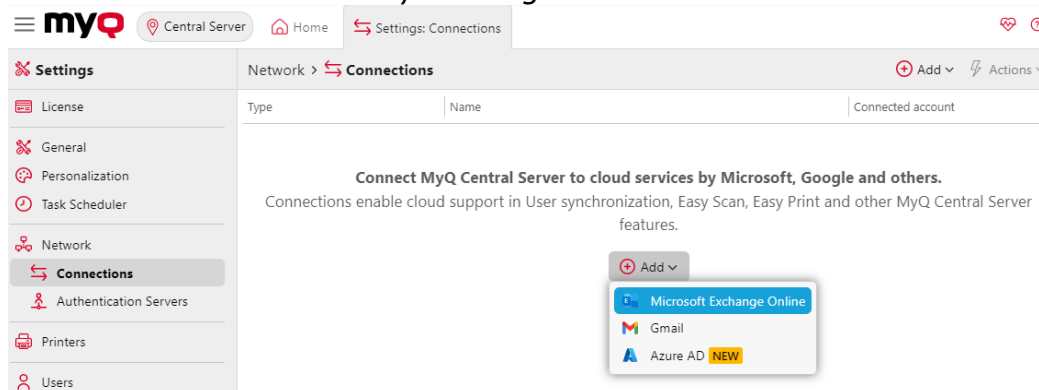 myQ Central Server Home Settings: Connections
Settings Network > Connections Add Actions
License Type Name Connected account
General
Personalization Connect MyQ Central Server to cloud services by Microsoft, Google and others.
Task Scheduler Connections enable cloud support in User synchronization, Easy Scan, Easy Print and other MyQ Central Server
features.
Network
Connections Add
Authentication Servers Microsoft Exchange Online
Gmail
Printers Azure AD NEW
Users